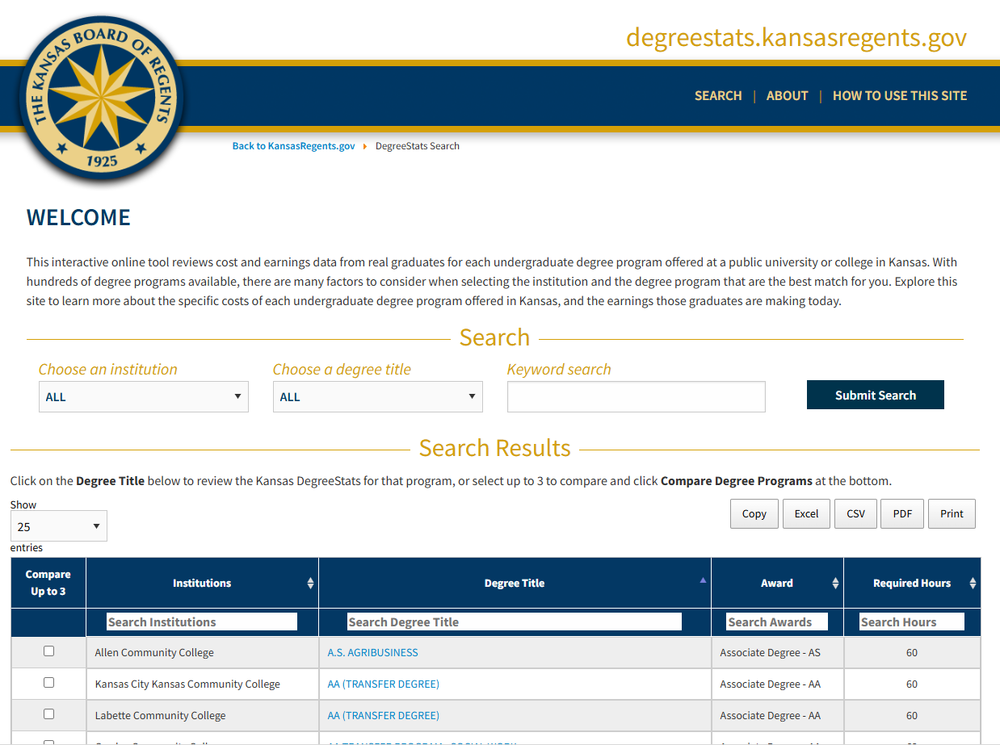 THE KANSAS BOARD OF REGENTS
1925
degreestats.kansasregents.gov
SEARCH | ABOUT | HOW TO USE THIS SITE
Back to KansasRegents.gov DegreeStats Search
WELCOME
This interactive online tool reviews cost and earnings data from real graduates for each undergraduate degree program offered at a public university or college in Kansas. With
hundreds of degree programs available, there are many factors to consider when selecting the institution and the degree program that are the best match for you. Explore this
site to learn more about the specific costs of each undergraduate degree program offered in Kansas, and the earnings those graduates are making today.
Search
Choose an institution Choose a degree title Keyword search
ALL ALL Submit Search
Search Results
Click on the Degree Title below to review the Kansas DegreeStats for that program, or select up to 3 to compare and click Compare Degree Programs at the bottom.
Show
25
entries
Copy Excel CSV PDF Print
Compare
Up to 3 Institutions Degree Title Award Required Hours
Search Institutions Search Degree Title Search Awards Search Hours
Allen Community College A.S. AGRIBUSINESS Associate Degree - AS 60
Kansas City Kansas Community College AA (TRANSFER DEGREE) Associate Degree - AA 60
Labette Community College AA (TRANSFER DEGREE) Associate Degree - AA 60